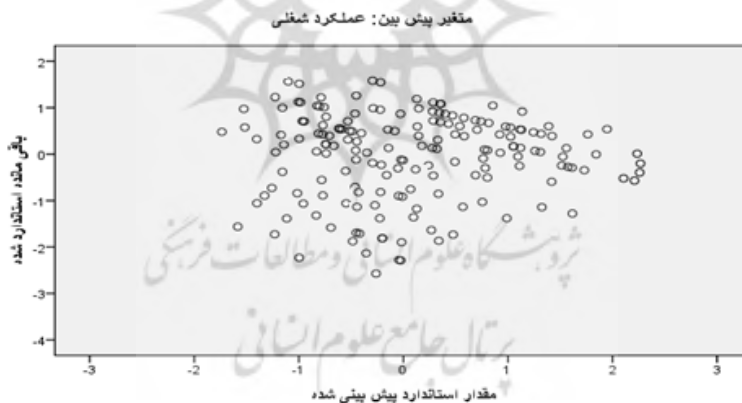 متغیر پیش بین: عملکرد شغلی
باقی مانده استاندارد شده
2
1
0
-1
-2
-3
-4
پژوهشگاه علوم انسانی و مطالعات فرهنگی
پرتال جامع علوم انسانی
-3 -2 -1 0 1 2 3
مقدار استاندارد پیش بینی شده